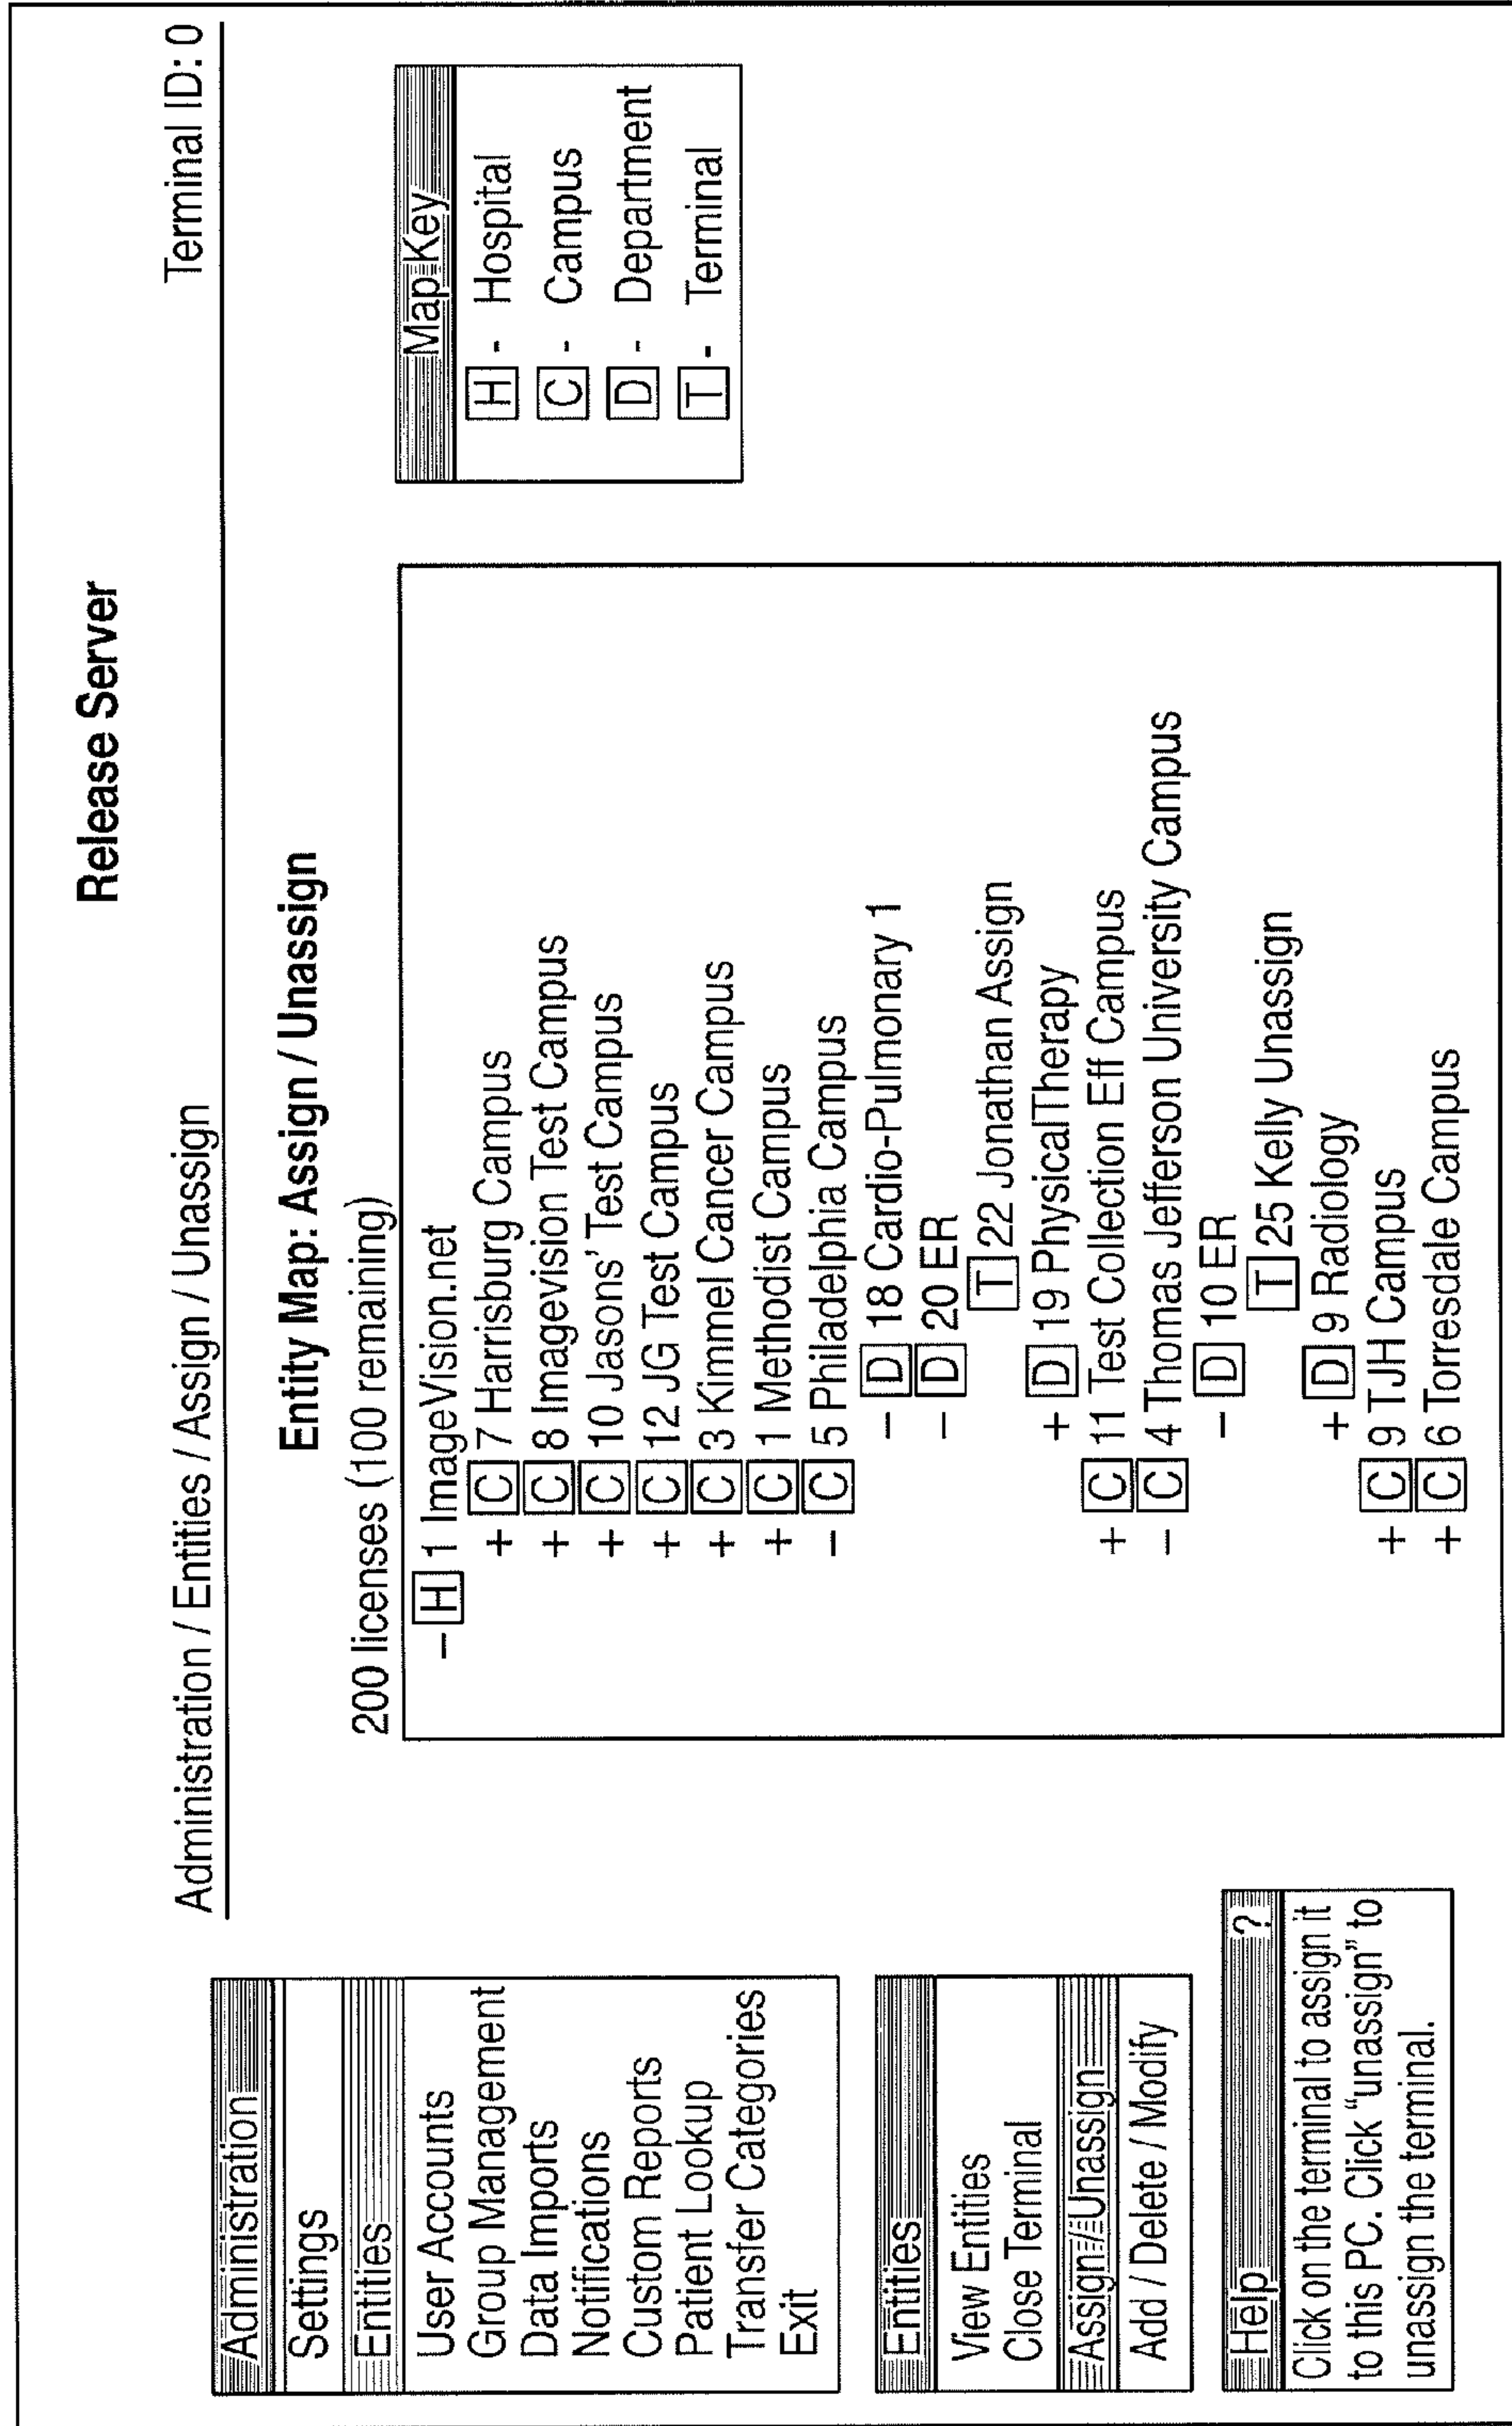 Release Server
Administration / Entities / Assign / Unassign
Terminal ID: 0
Administration
Settings
Entities
User Accounts
Group Management
Data Imports
Notifications
Custom Reports
Patient Lookup
Transfer Categories
Exit
Entities
View Entities
Close Terminal
Assign / Unassign
Add / Delete / Modify
Help ?
Click on the terminal to assign it
to this PC. Click “unassign” to
unassign the terminal.
Entity Map: Assign / Unassign
200 licenses (100 remaining)
– H 1 ImageVision.net
+ C 7 Harrisburg Campus
+ C 8 Imagevision Test Campus
+ C 10 Jasons' Test Campus
+ C 12 JG Test Campus
+ C 3 Kimmel Cancer Campus
+ C 1 Methodist Campus
– C 5 Philadelphia Campus
– D 18 Cardio-Pulmonary 1
– D 20 ER
T 22 Jonathan Assign
+ D 19 PhysicalTherapy
+ C 11 Test Collection Eff Campus
– C 4 Thomas Jefferson University Campus
– D 10 ER
T 25 Kelly Unassign
+ D 9 Radiology
+ C 9 TJH Campus
+ C 6 Torresdale Campus
Map Key
H - Hospital
C - Campus
D - Department
T - Terminal